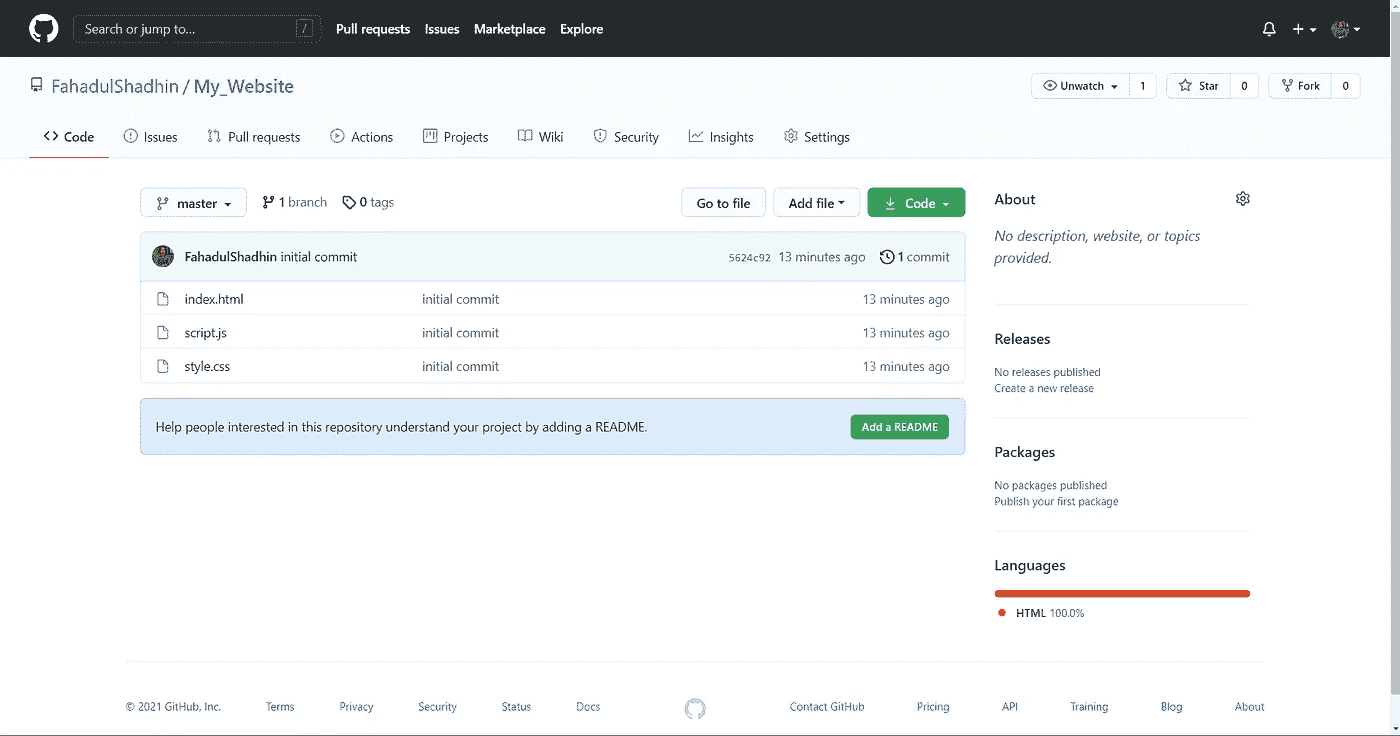 Search or jump to... /
Pull requests Issues Marketplace Explore
FahadulShadhin / My_Website
Unwatch 1 Star 0 Fork 0
Code Issues Pull requests Actions Projects Wiki Security Insights Settings
master 1 branch 0 tags
Go to file Add file Code
FahadulShadhin initial commit 5624c92 13 minutes ago 1 commit
index.html initial commit 13 minutes ago
script.js initial commit 13 minutes ago
style.css initial commit 13 minutes ago
Help people interested in this repository understand your project by adding a README. Add a README
About
No description, website, or topics
provided.
Releases
No releases published
Create a new release
Packages
No packages published
Publish your first package
Languages
HTML 100.0%
© 2021 GitHub, Inc. Terms Privacy Security Status Docs Contact GitHub Pricing API Training Blog About